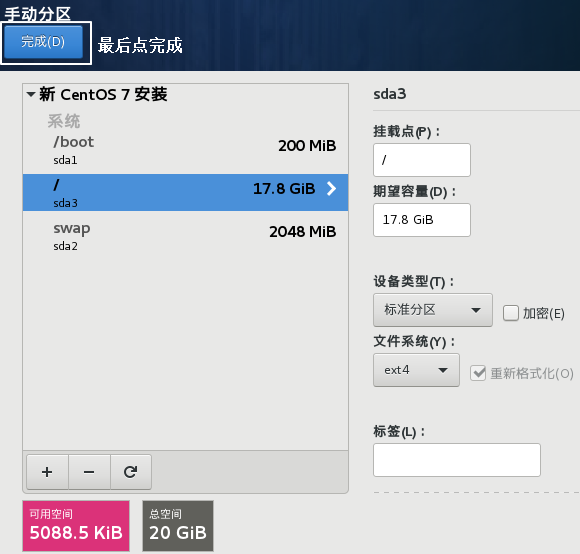 手动分区
完成(D)
最后点完成
新 CentOS 7 安装
系统
/boot
200 MiB
sda1
/
17.8 GiB
sda3
swap
2048 MiB
sda2
sda3
挂载点(P)：
/
期望容量(D)：
17.8 GiB
设备类型(T)：
标准分区
加密(E)
文件系统(Y)：
ext4
重新格式化(O)
标签(L)：
+ −
可用空间
5088.5 KiB
总空间
20 GiB